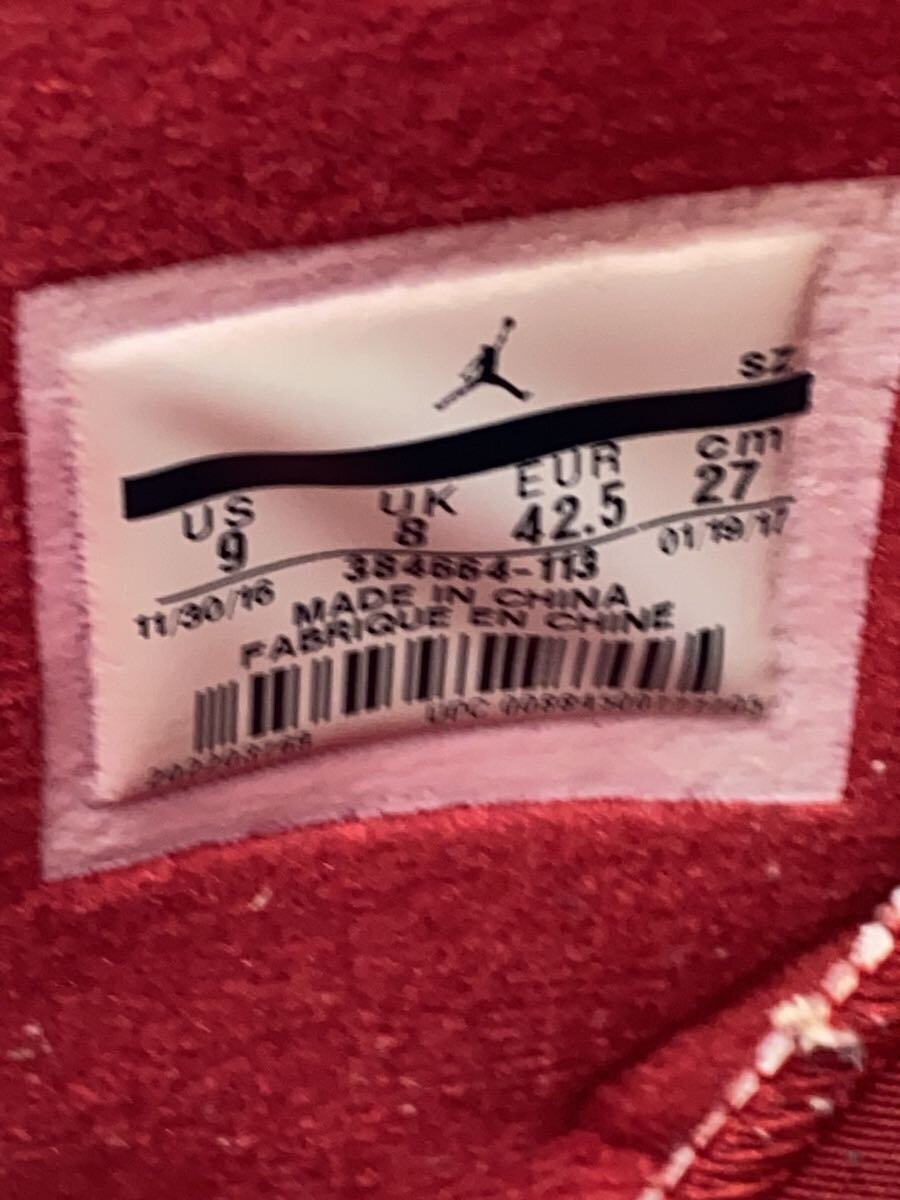 SZ
US UK EUR cm
9 8 42.5 27
11/30/16 384664-113 01/19/17
MADE IN CHINA
FABRIQUE EN CHINE
UPC